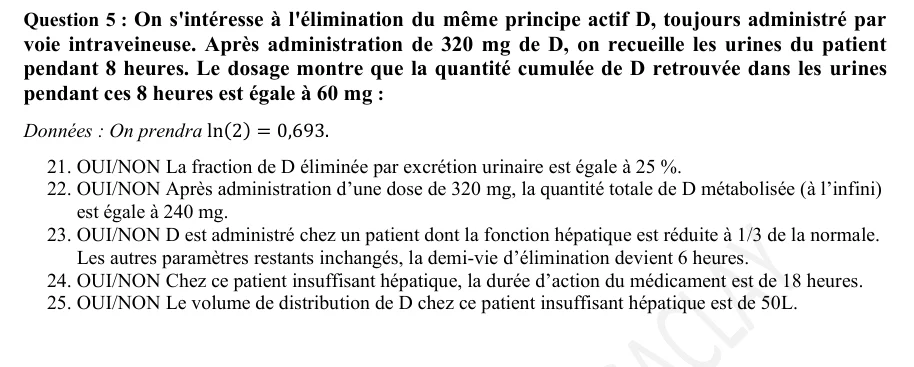 Question 5 : On s'intéresse à l'élimination du même principe actif D, toujours administré par
voie intraveineuse. Après administration de 320 mg de D, on recueille les urines du patient
pendant 8 heures. Le dosage montre que la quantité cumulée de D retrouvée dans les urines
pendant ces 8 heures est égale à 60 mg :
Données : On prendra ln(2) = 0,693.
21. OUI/NON La fraction de D éliminée par excrétion urinaire est égale à 25 %.
22. OUI/NON Après administration d’une dose de 320 mg, la quantité totale de D métabolisée (à l’infini)
est égale à 240 mg.
23. OUI/NON D est administré chez un patient dont la fonction hépatique est réduite à 1/3 de la normale.
Les autres paramètres restants inchangés, la demi-vie d’élimination devient 6 heures.
24. OUI/NON Chez ce patient insuffisant hépatique, la durée d’action du médicament est de 18 heures.
25. OUI/NON Le volume de distribution de D chez ce patient insuffisant hépatique est de 50L.